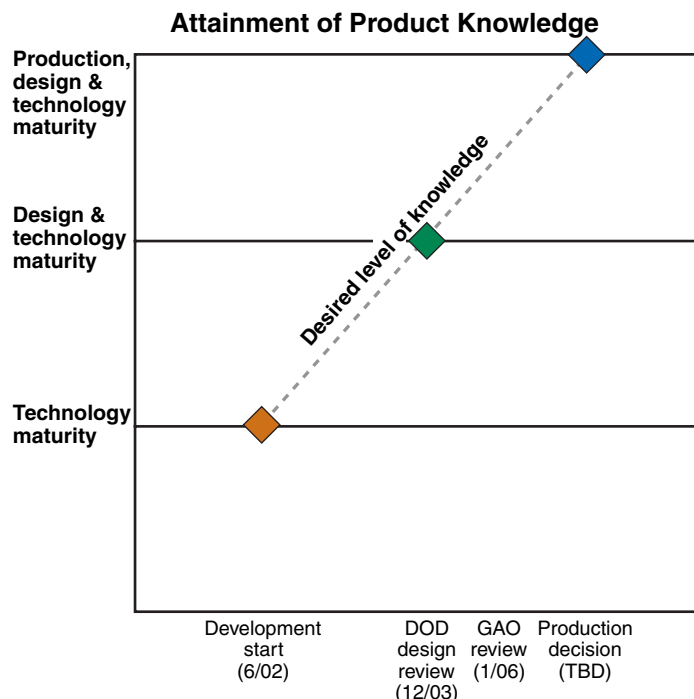 Attainment of Product Knowledge
Production,
design &
technology
maturity
Design &
technology
maturity
Technology
maturity
Desired level of knowledge
Development
start
(6/02)
DOD
design
review
(12/03)
GAO
review
(1/06)
Production
decision
(TBD)